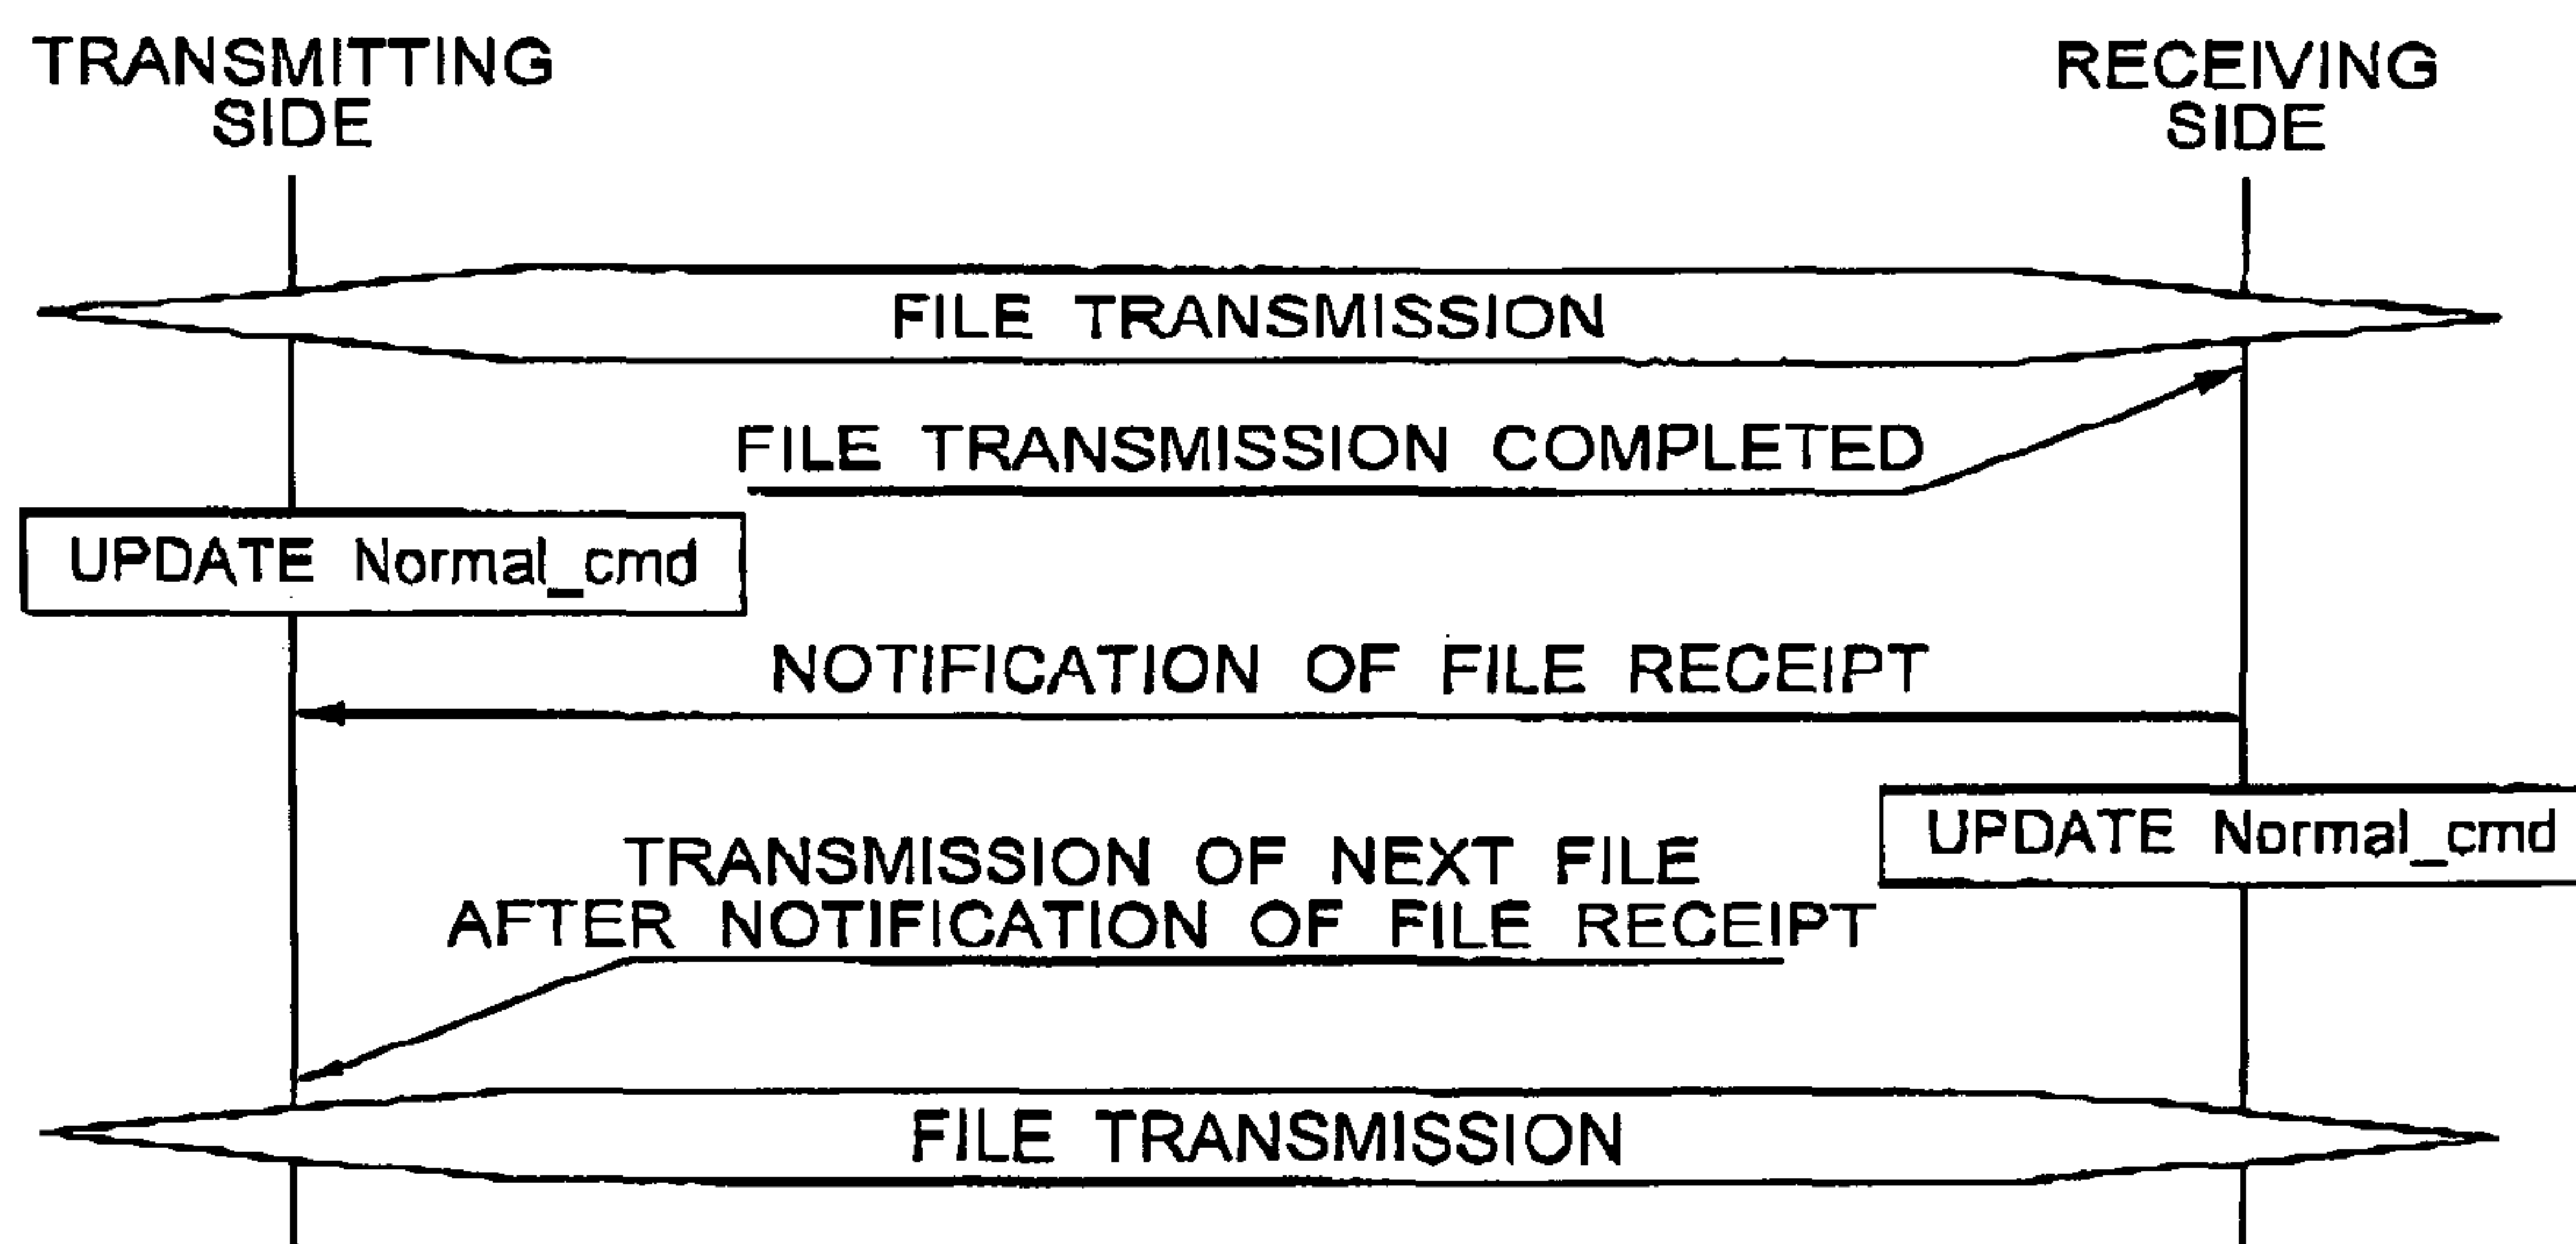 TRANSMITTING
SIDE
RECEIVING
SIDE
FILE TRANSMISSION
FILE TRANSMISSION COMPLETED
UPDATE Normal_cmd
NOTIFICATION OF FILE RECEIPT
UPDATE Normal_cmd
TRANSMISSION OF NEXT FILE
AFTER NOTIFICATION OF FILE RECEIPT
FILE TRANSMISSION